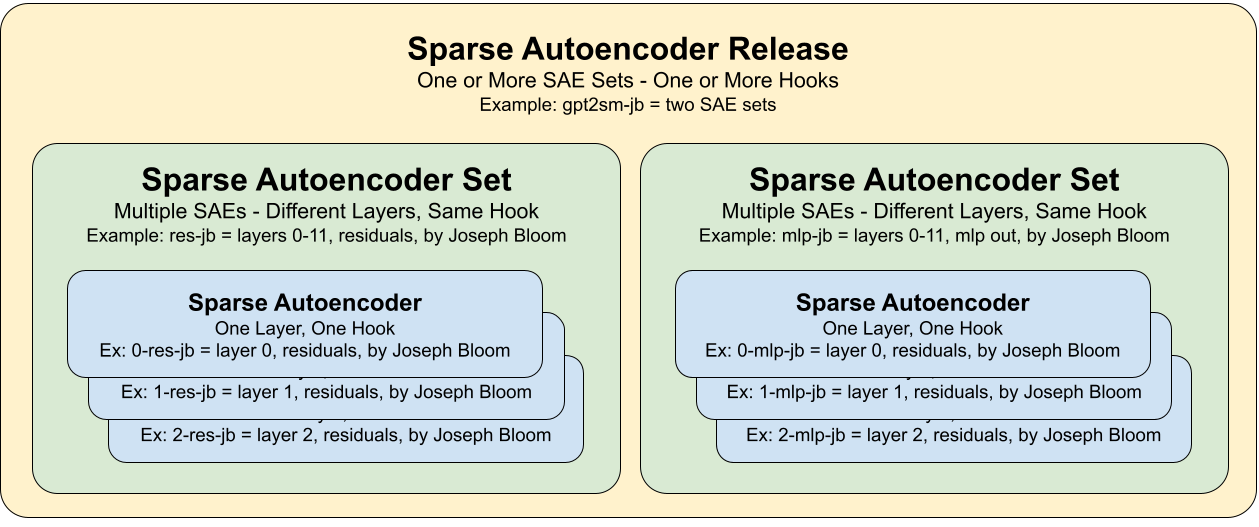 Sparse Autoencoder Release
One or More SAE Sets - One or More Hooks
Example: gpt2sm-jb = two SAE sets
Sparse Autoencoder Set
Multiple SAEs - Different Layers, Same Hook
Example: res-jb = layers 0-11, residuals, by Joseph Bloom
Sparse Autoencoder
One Layer, One Hook
Ex: 0-res-jb = layer 0, residuals, by Joseph Bloom
Ex: 1-res-jb = layer 1, residuals, by Joseph Bloom
Ex: 2-res-jb = layer 2, residuals, by Joseph Bloom
Sparse Autoencoder Set
Multiple SAEs - Different Layers, Same Hook
Example: mlp-jb = layers 0-11, mlp out, by Joseph Bloom
Sparse Autoencoder
One Layer, One Hook
Ex: 0-mlp-jb = layer 0, residuals, by Joseph Bloom
Ex: 1-mlp-jb = layer 1, residuals, by Joseph Bloom
Ex: 2-mlp-jb = layer 2, residuals, by Joseph Bloom